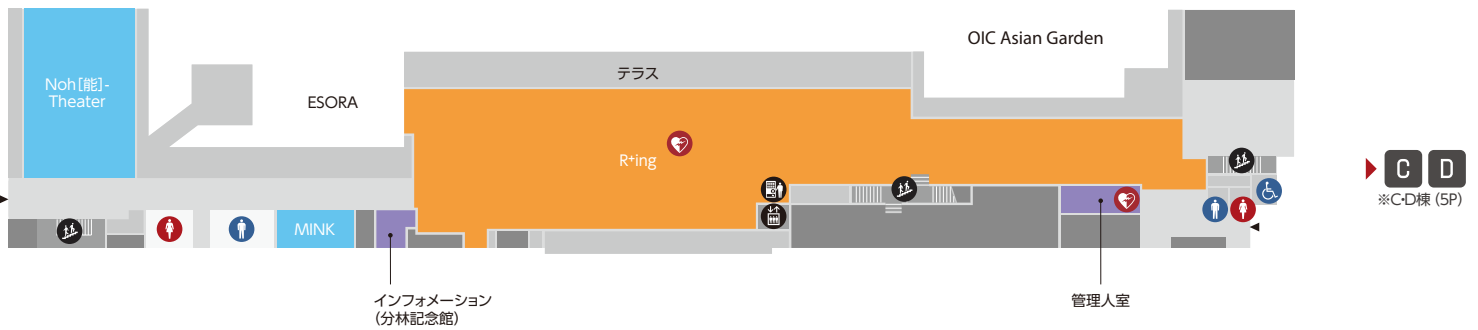 OIC Asian Garden
Noh[能]-
Theater
テラス
ESORA
R+ing
MINK
C D
※C・D棟 (5P)
インフォメーション
(分林記念館)
管理人室